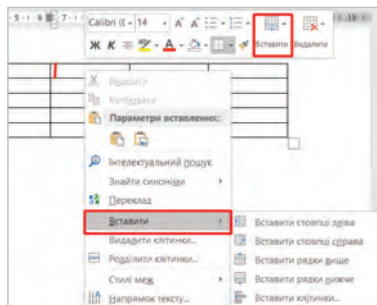 Calibri (С 14 A A
Ж К Вставити Видалити
Вирізати
Копіювати
Параметри вставлення:
Інтелектуальний пошук
Знайти синоніми
Переклад
Вставити
Видалити клітинки...
Розділити клітинки...
Стилі меж
Напрямок тексту...
Вставити стовпці зліва
Вставити стовпці справа
Вставити рядки вище
Вставити рядки нижче
Вставити клітинки...